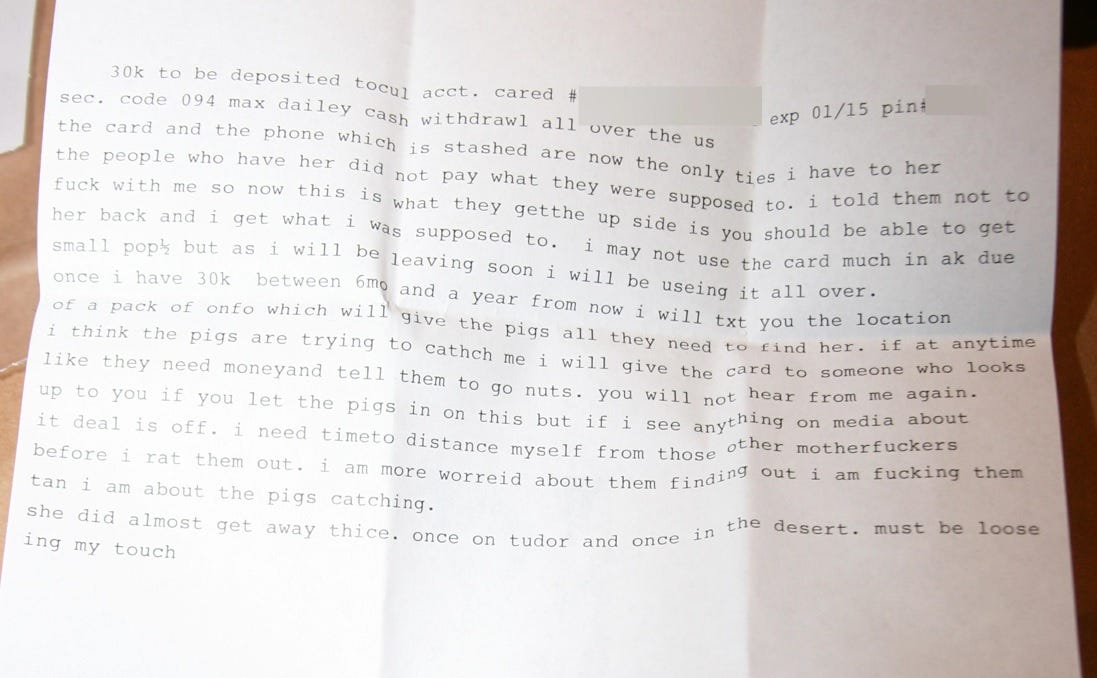 30k to be deposited tocul acct. cared # exp 01/15 pin#
sec. code 094 max dailey cash withdrawl all over the us
the card and the phone which is stashed are now the only ties i have to her
the people who have her did not pay what they were supposed to. i told them not to
fuck with me so now this is what they getthe up side is you should be able to get
her back and i get what i was supposed to. i may not use the card much in ak due
small pop½ but as i will be leaving soon i will be useing it all over.
once i have 30k between 6mo and a year from now i will txt you the location
of a pack of onfo which will give the pigs all they need to find her. if at anytime
i think the pigs are trying to cathch me i will give the card to someone who looks
like they need moneyand tell them to go nuts. you will not hear from me again.
up to you if you let the pigs in on this but if i see anything on media about
it deal is off. i need timeto distance myself from those other motherfuckers
before i rat them out. i am more worreid about them finding out i am fucking them
tan i am about the pigs catching.
she did almost get away thice. once on tudor and once in the desert. must be loose
ing my touch